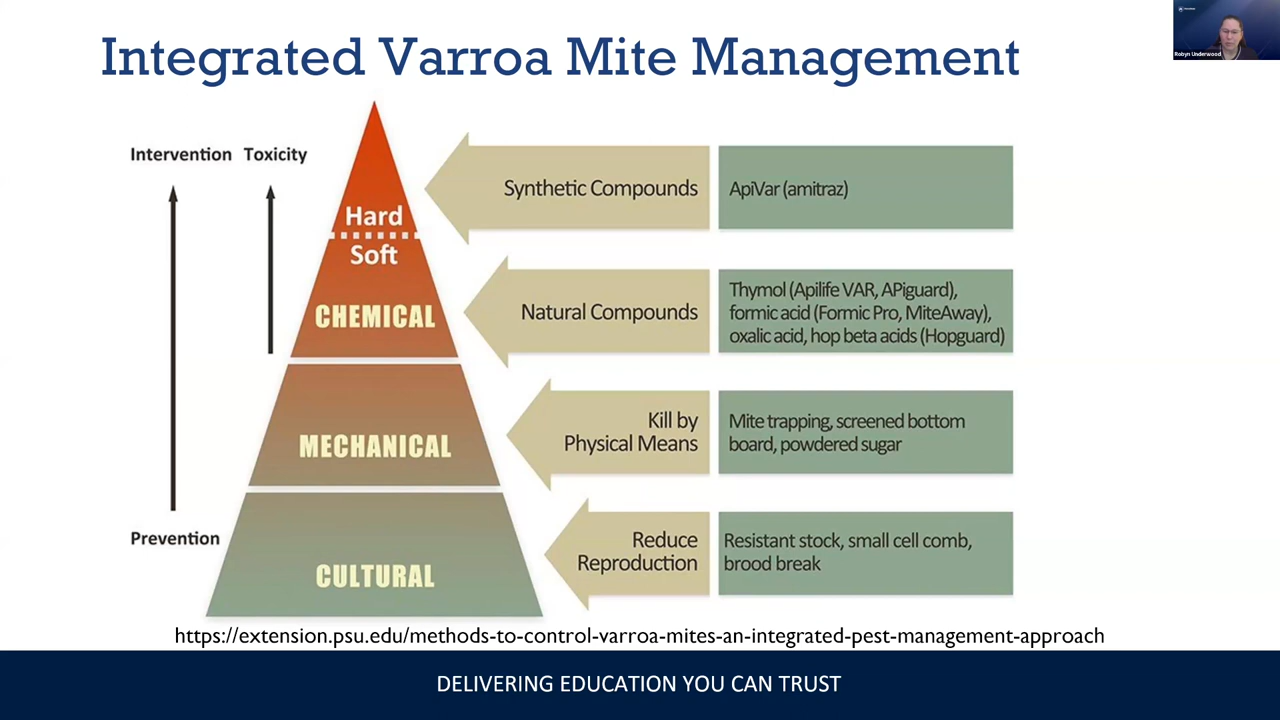 Integrated Varroa Mite Management
Robyn Underwood
Intervention
Toxicity
Prevention
Hard
Soft
CHEMICAL
MECHANICAL
CULTURAL
Synthetic Compounds
ApiVar (amitraz)
Natural Compounds
Thymol (Apilife VAR, APiguard),
formic acid (Formic Pro, MiteAway),
oxalic acid, hop beta acids (Hopguard)
Kill by
Physical Means
Mite trapping, screened bottom
board, powdered sugar
Reduce
Reproduction
Resistant stock, small cell comb,
brood break
https://extension.psu.edu/methods-to-control-varroa-mites-an-integrated-pest-management-approach
DELIVERING EDUCATION YOU CAN TRUST